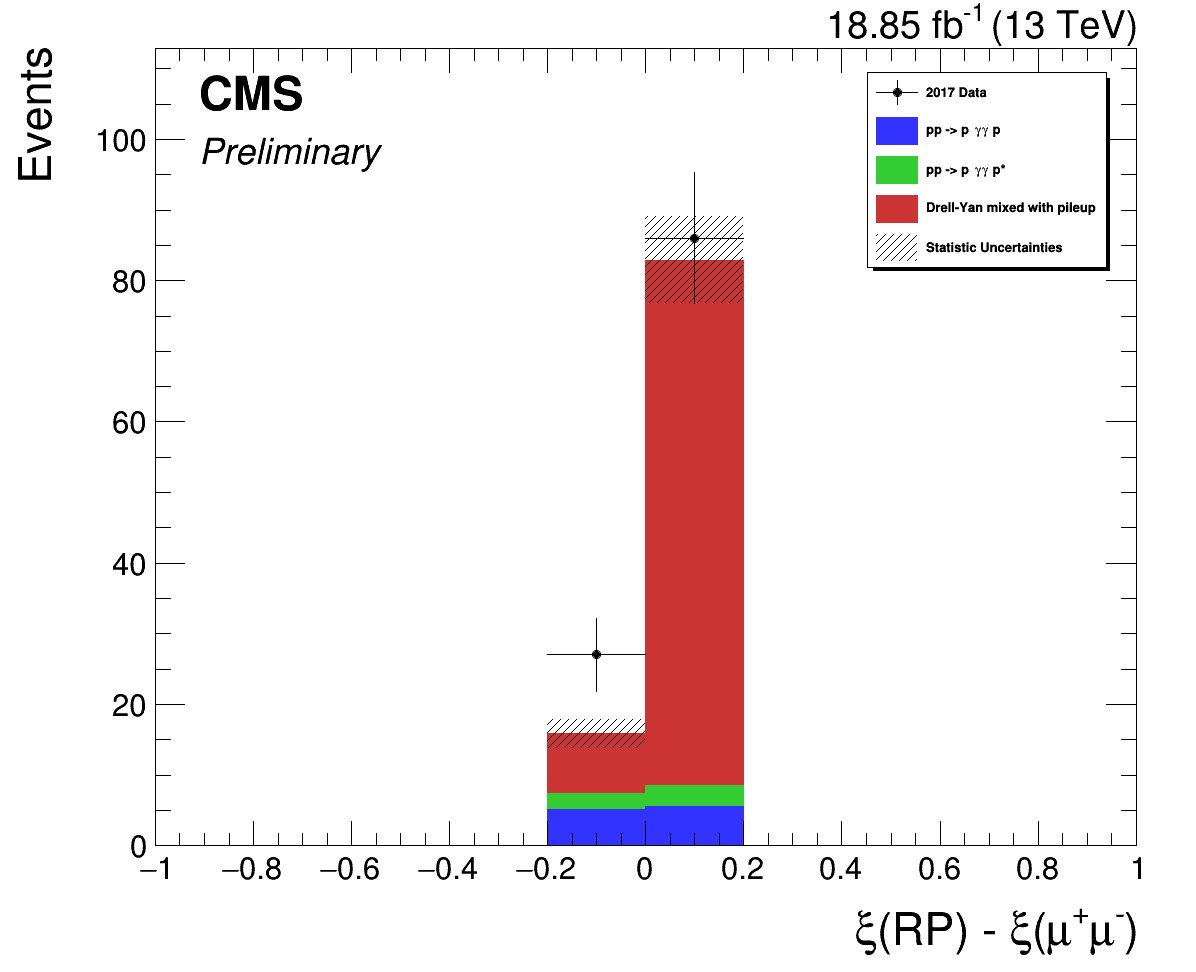 18.85 fb⁻¹ (13 TeV)
Events
CMS
Preliminary
2017 Data
pp -> p γγ p
pp -> p γγ p*
Drell-Yan mixed with pileup
Statistic Uncertainties
100
80
60
40
20
0
−1 −0.8 −0.6 −0.4 −0.2 0 0.2 0.4 0.6 0.8 1
ξ(RP) - ξ(μ⁺μ⁻)